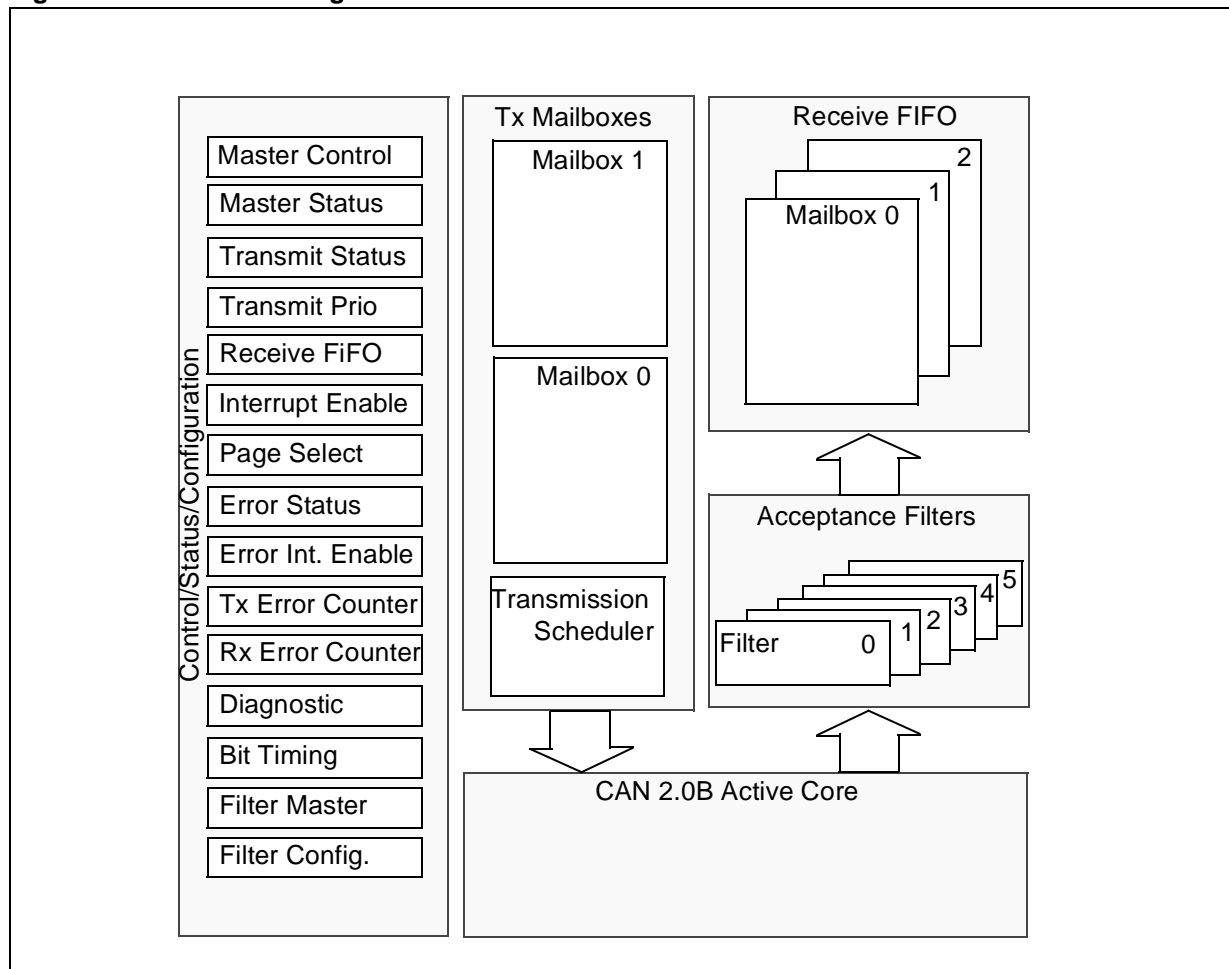 Control/Status/Configuration
Master Control
Master Status
Transmit Status
Transmit Prio
Receive FiFO
Interrupt Enable
Page Select
Error Status
Error Int. Enable
Tx Error Counter
Rx Error Counter
Diagnostic
Bit Timing
Filter Master
Filter Config.
Tx Mailboxes
Mailbox 1
Mailbox 0
Transmission
Scheduler
Receive FIFO
2
1
Mailbox 0
Acceptance Filters
5
4
3
2
1
Filter 0
CAN 2.0B Active Core